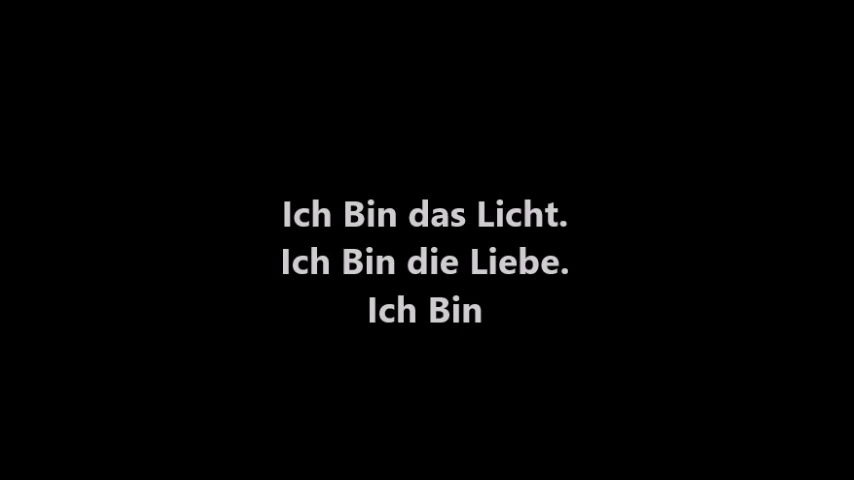 Ich Bin das Licht.
Ich Bin die Liebe.
Ich Bin